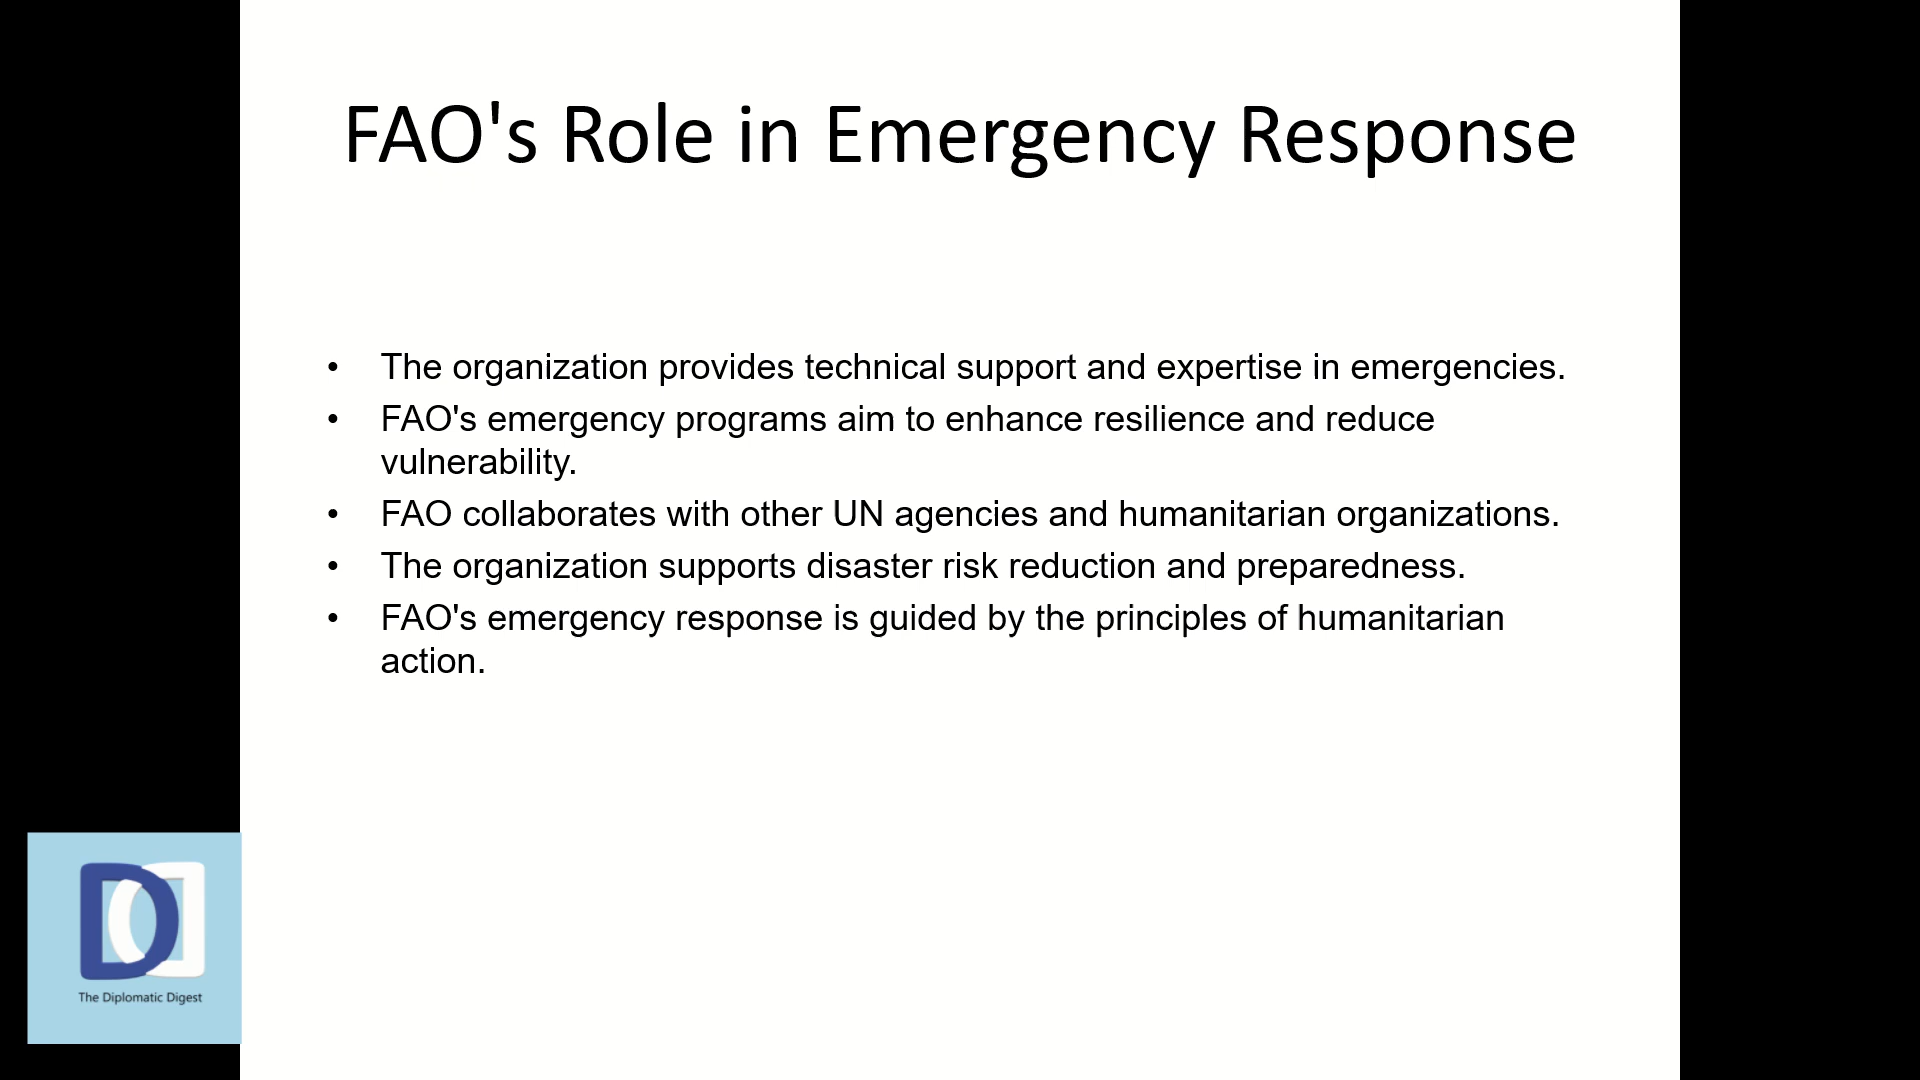 FAO's Role in Emergency Response
• The organization provides technical support and expertise in emergencies.
• FAO's emergency programs aim to enhance resilience and reduce
vulnerability.
• FAO collaborates with other UN agencies and humanitarian organizations.
• The organization supports disaster risk reduction and preparedness.
• FAO's emergency response is guided by the principles of humanitarian
action.
The Diplomatic Digest